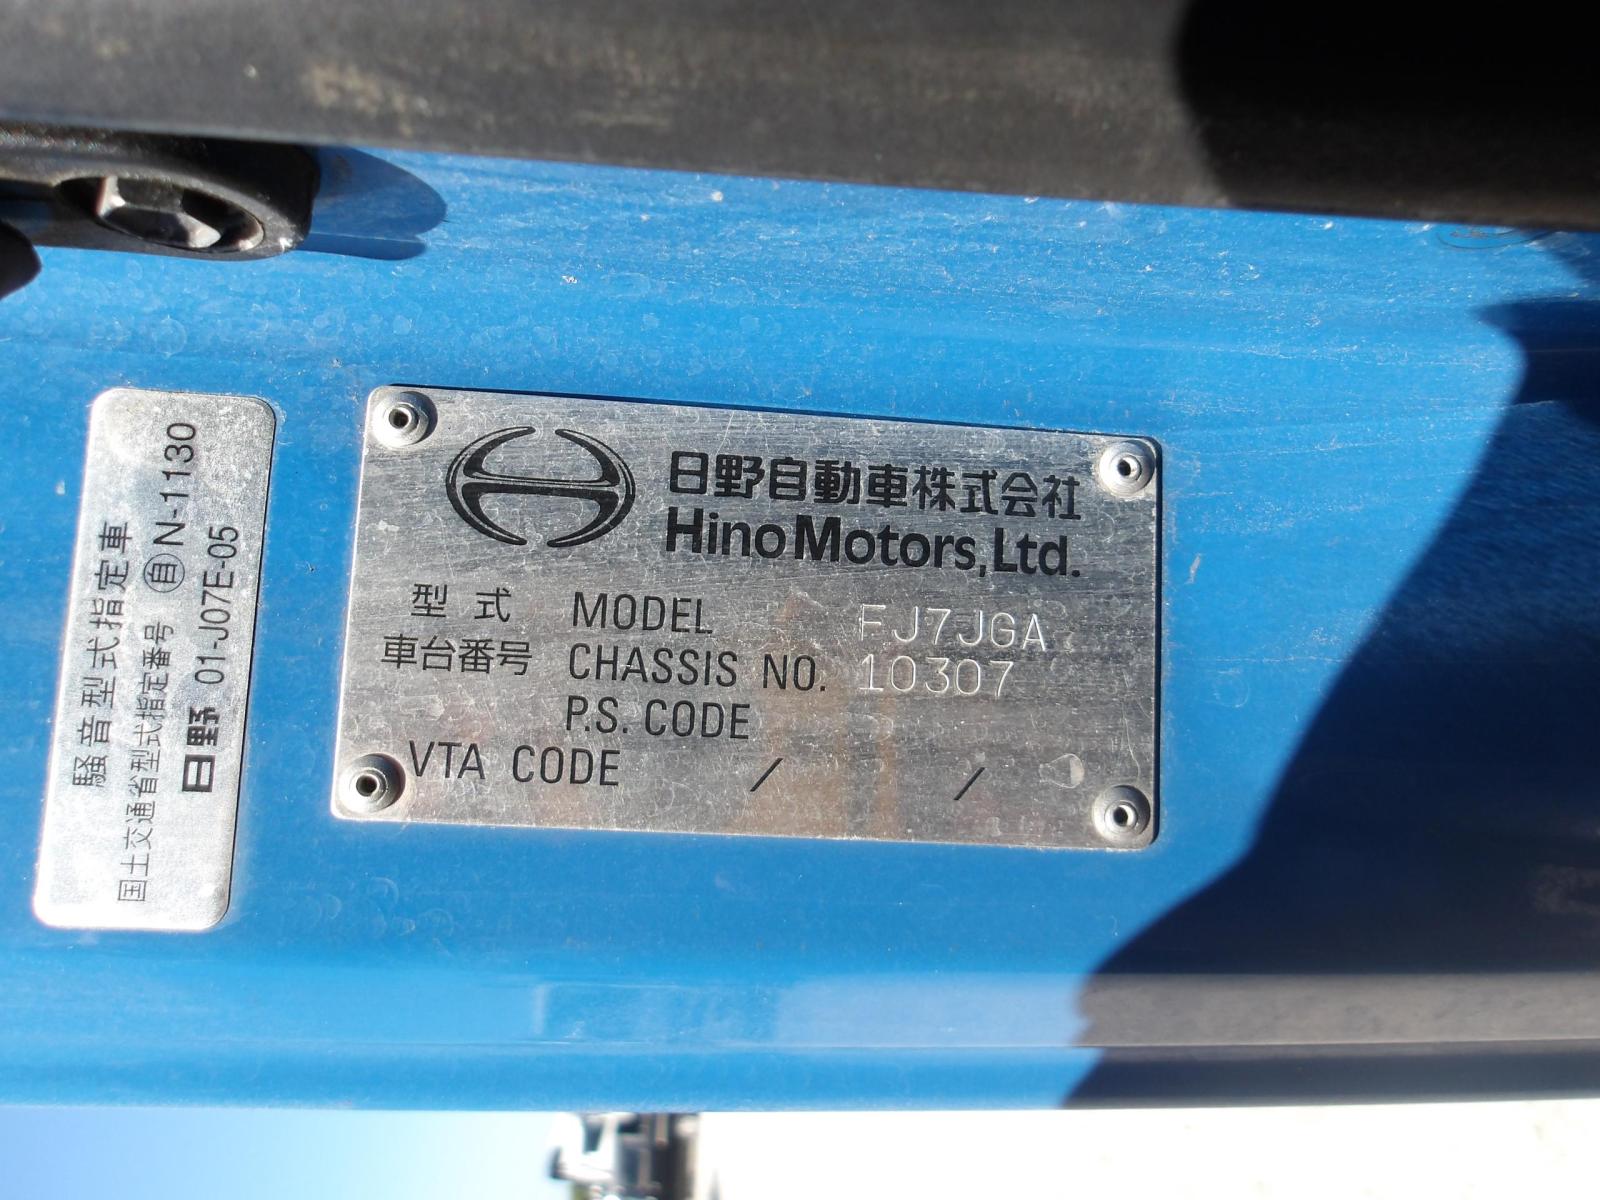 騒音型式指定車
国土交通省型式指定番号 自 N-1130
日野 01-J07E-05
日野自動車株式会社
Hino Motors, Ltd.
型式 MODEL FJ7JGA
車台番号 CHASSIS NO. 10307
P.S. CODE
VTA CODE / /